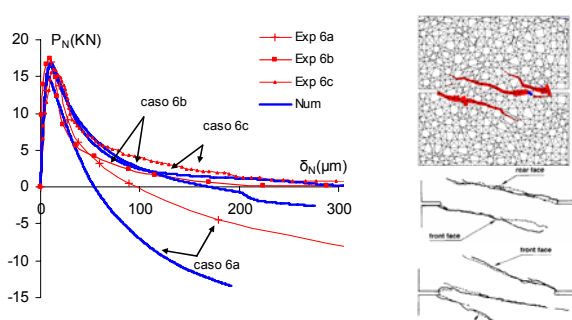 P_N(KN)
20
15
10
5
0
-5
-10
-15
0
100
200
300
δ_N(μm)
Exp 6a
Exp 6b
Exp 6c
Num
caso 6b
caso 6c
caso 6a
rear face
front face
front face